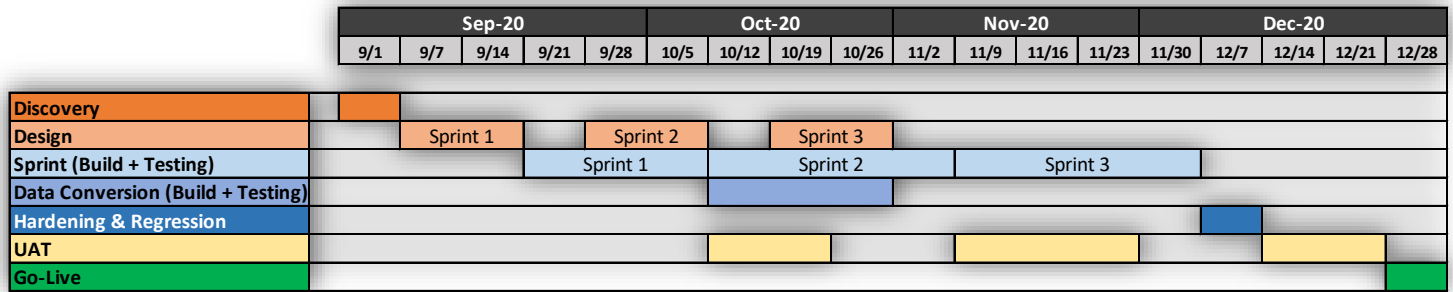 Sep-20 Oct-20 Nov-20 Dec-20
9/1 9/7 9/14 9/21 9/28 10/5 10/12 10/19 10/26 11/2 11/9 11/16 11/23 11/30 12/7 12/14 12/21 12/28
Discovery
Design Sprint 1 Sprint 2 Sprint 3
Sprint (Build + Testing) Sprint 1 Sprint 2 Sprint 3
Data Conversion (Build + Testing)
Hardening & Regression
UAT
Go-Live